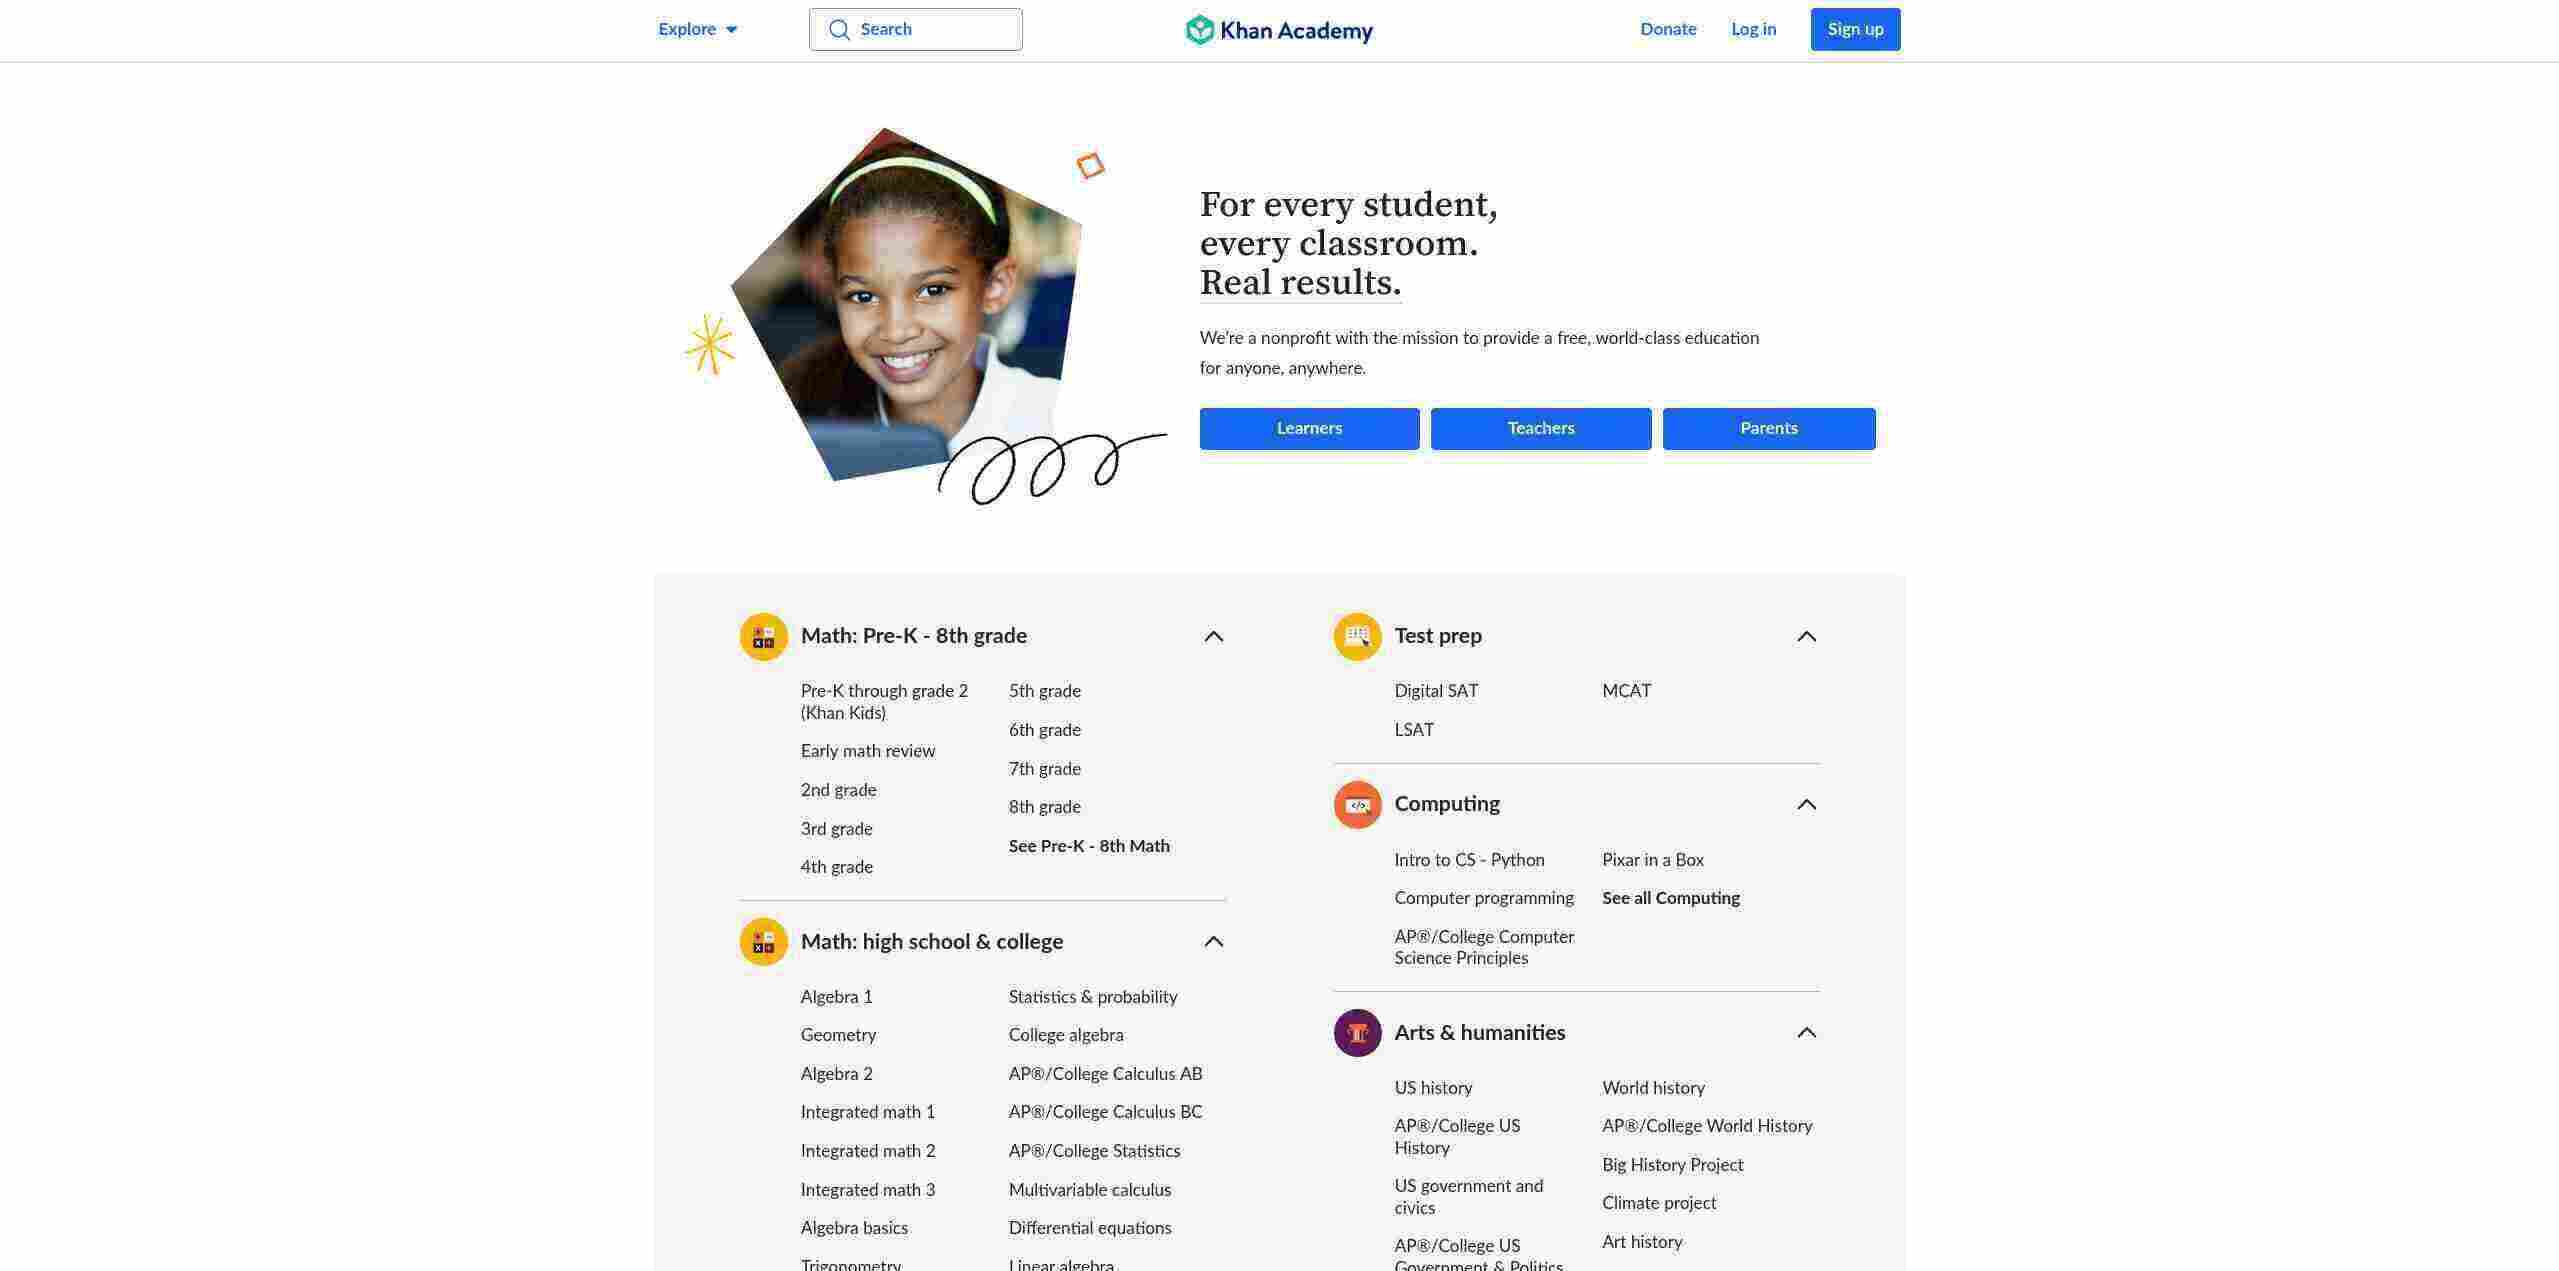 Explore
Search
Khan Academy
Donate
Log in
Sign up
For every student,
every classroom.
Real results.
We're a nonprofit with the mission to provide a free, world-class education
for anyone, anywhere.
Learners
Teachers
Parents
Math: Pre-K - 8th grade
Pre-K through grade 2
(Khan Kids)
Early math review
2nd grade
3rd grade
4th grade
5th grade
6th grade
7th grade
8th grade
See Pre-K - 8th Math
Math: high school & college
Algebra 1
Geometry
Algebra 2
Integrated math 1
Integrated math 2
Integrated math 3
Algebra basics
Trigonometry
Statistics & probability
College algebra
AP®/College Calculus AB
AP®/College Calculus BC
AP®/College Statistics
Multivariable calculus
Differential equations
Linear algebra
Test prep
Digital SAT
LSAT
MCAT
Computing
Intro to CS - Python
Computer programming
AP®/College Computer
Science Principles
Pixar in a Box
See all Computing
Arts & humanities
US history
AP®/College US
History
US government and
civics
AP®/College US
Government & Politics
World history
AP®/College World History
Big History Project
Climate project
Art history